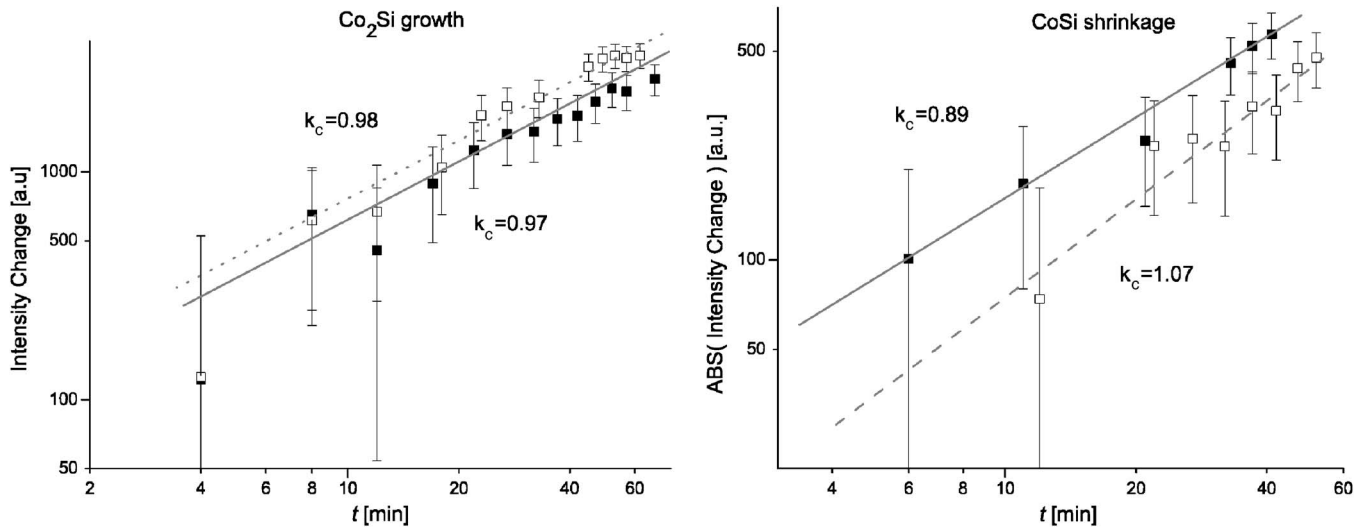 Co₂Si growth
Intensity Change [a.u]
1000
500
100
50
k_c=0.98
k_c=0.97
2
4
6
8
10
20
40
60
t [min]
CoSi shrinkage
ABS( Intensity Change ) [a.u.]
500
100
50
k_c=0.89
k_c=1.07
4
6
8
10
20
40
60
t [min]